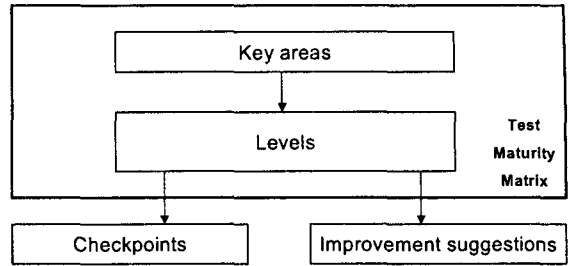 Key areas
Levels
Test
Maturity
Matrix
Checkpoints
Improvement suggestions